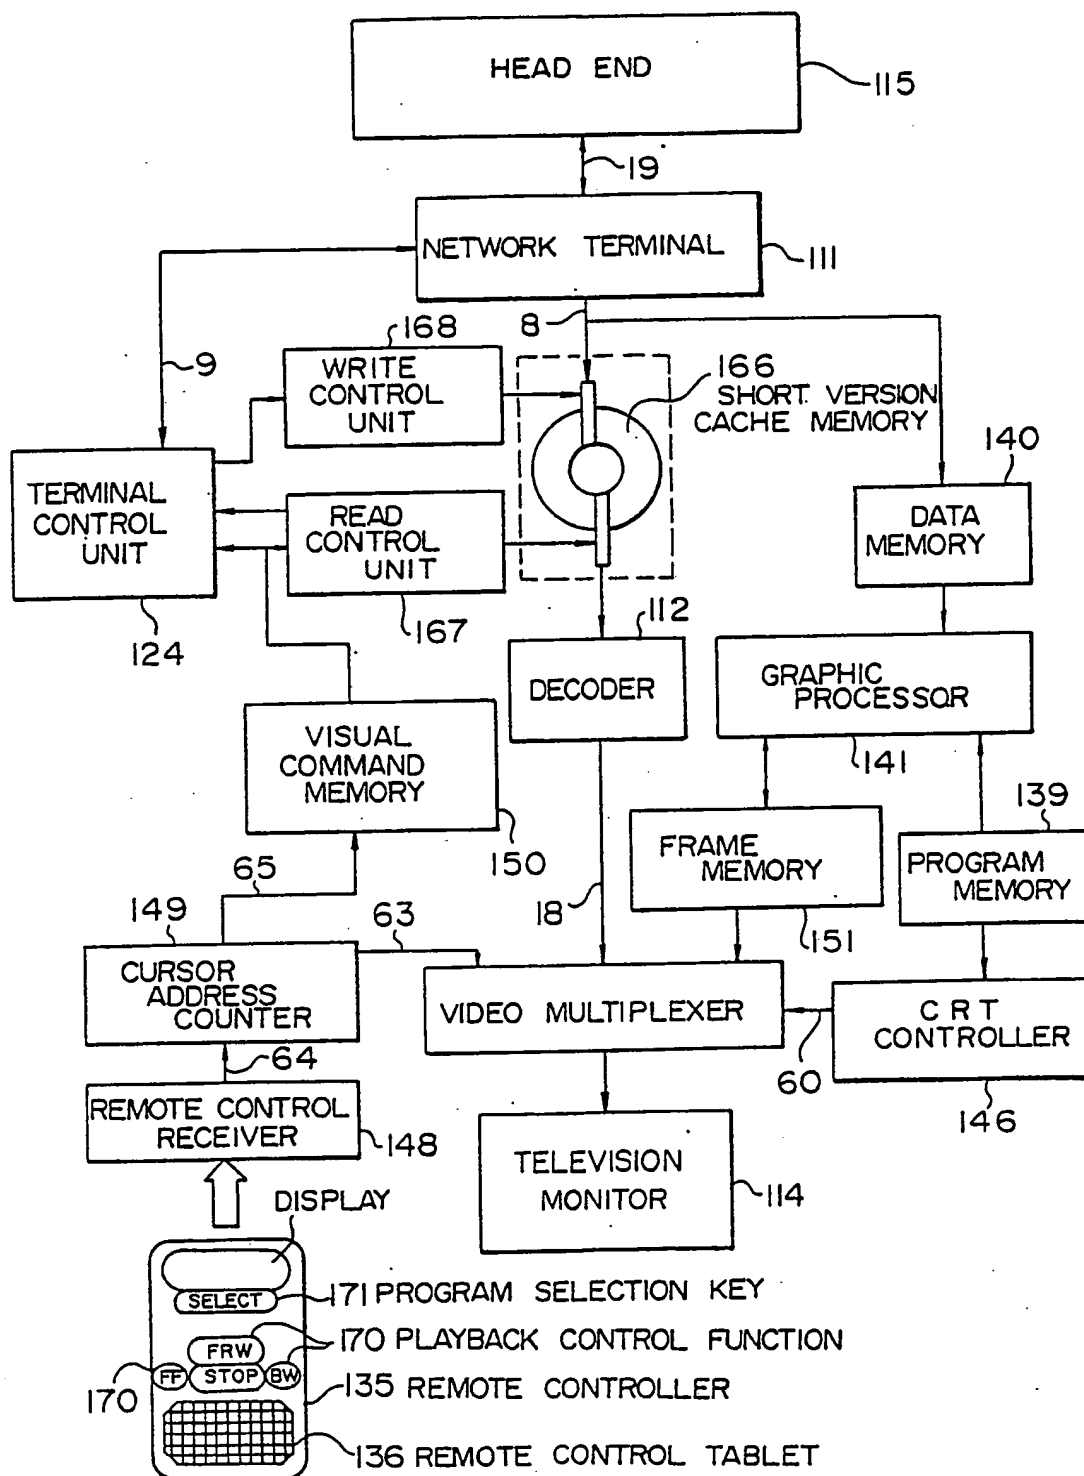 HEAD END
115
19
NETWORK TERMINAL
111
8
9
168
WRITE
CONTROL
UNIT
166
SHORT VERSION
CACHE MEMORY
140
TERMINAL
CONTROL
UNIT
READ
CONTROL
UNIT
DATA
MEMORY
124
167
112
DECODER
GRAPHIC
PROCESSOR
141
VISUAL
COMMAND
MEMORY
150
139
FRAME
MEMORY
151
PROGRAM
MEMORY
65
18
149
63
CURSOR
ADDRESS
COUNTER
VIDEO MULTIPLEXER
CRT
CONTROLLER
60
146
64
REMOTE CONTROL
RECEIVER
148
TELEVISION
MONITOR
114
DISPLAY
SELECT
171 PROGRAM SELECTION KEY
FRW
170 PLAYBACK CONTROL FUNCTION
FF
STOP
BW
170
135 REMOTE CONTROLLER
136 REMOTE CONTROL TABLET